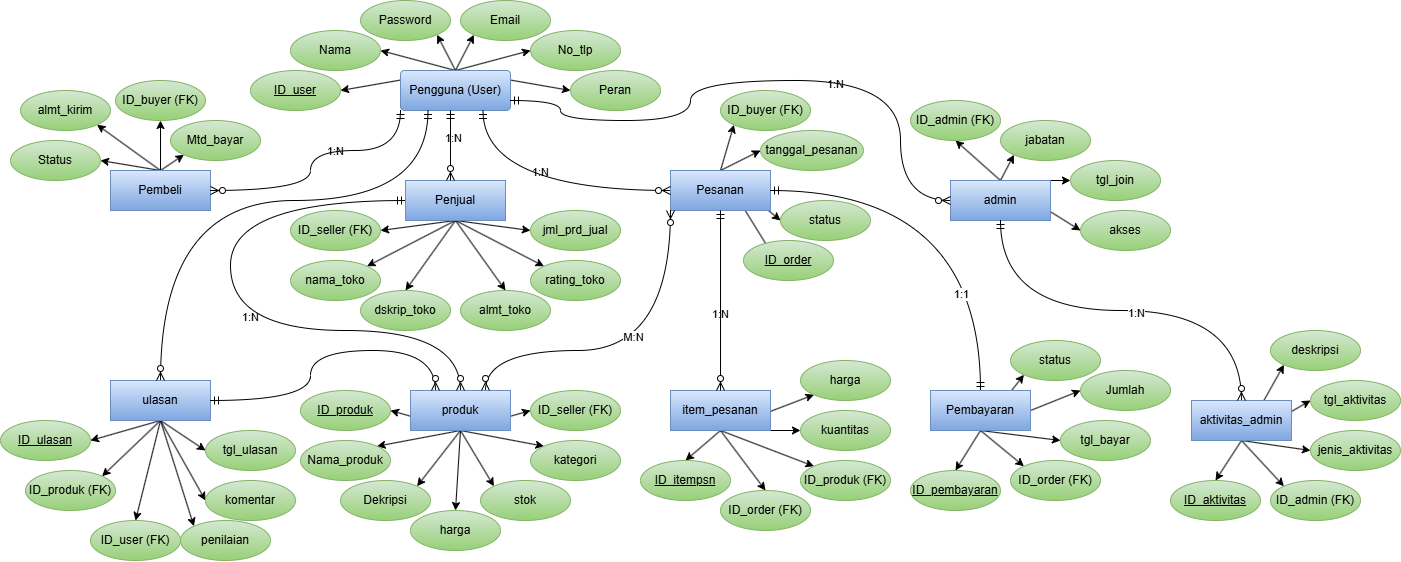 Password
Email
Nama
No_tlp
ID_user
Pengguna (User)
Peran
1:N
almt_kirim
ID_buyer (FK)
Mtd_bayar
Status
Pembeli
1:N
1:N
1:N
Penjual
ID_seller (FK)
jml_prd_jual
nama_toko
rating_toko
dskrip_toko
almt_toko
ID_buyer (FK)
tanggal_pesanan
Pesanan
status
ID_order
ID_admin (FK)
jabatan
tgl_join
admin
akses
1:N
M:N
1:N
1:1
1:N
ulasan
ID_ulasan
tgl_ulasan
ID_produk (FK)
komentar
ID_user (FK)
penilaian
produk
ID_produk
ID_seller (FK)
Nama_produk
kategori
Dekripsi
stok
harga
item_pesanan
harga
kuantitas
ID_itempsn
ID_produk (FK)
ID_order (FK)
status
Jumlah
Pembayaran
tgl_bayar
ID_pembayaran
ID_order (FK)
deskripsi
tgl_aktivitas
aktivitas_admin
jenis_aktivitas
ID_aktivitas
ID_admin (FK)